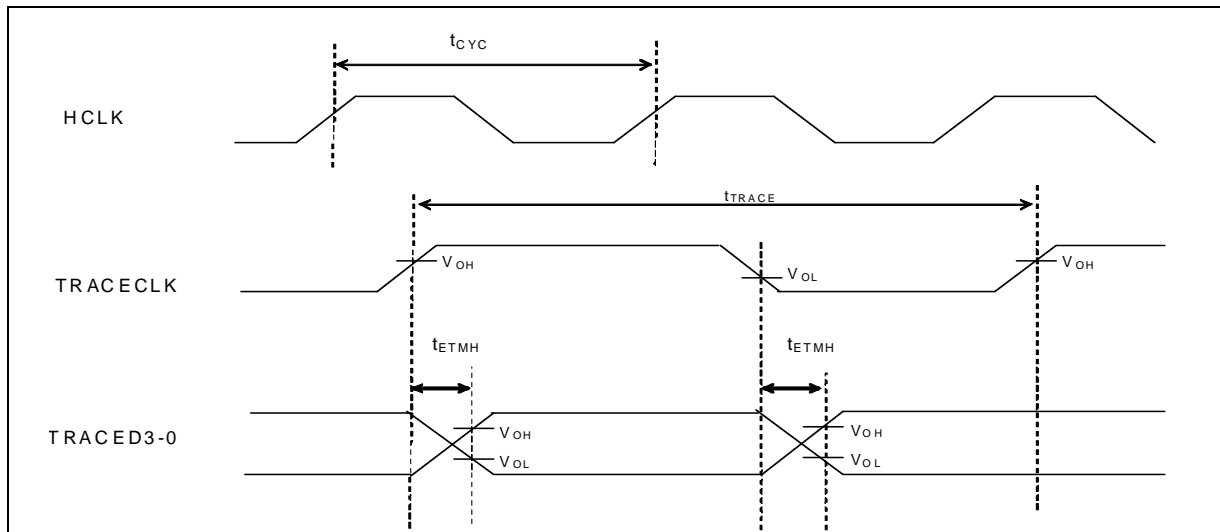 tCYC
HCLK
tTRACE
VOH
VOL
VOH
TRACECLK
tETMH
tETMH
TRACED3-0
VOH
VOL
VOH
VOL